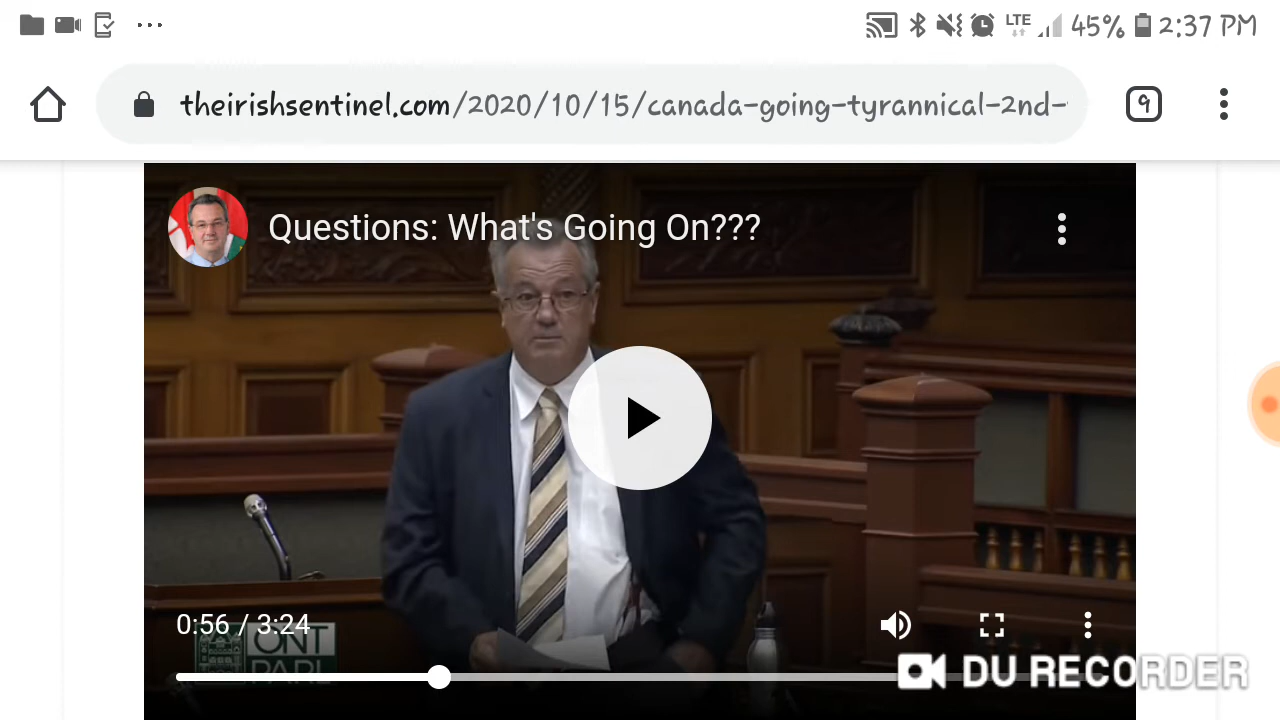 LTE 45% 2:37 PM
theirishsentinel.com/2020/10/15/canada-going-tyrannical-2nd-
9
Questions: What's Going On???
0:56 / 3:24
ONT
PARL
DU RECORDER